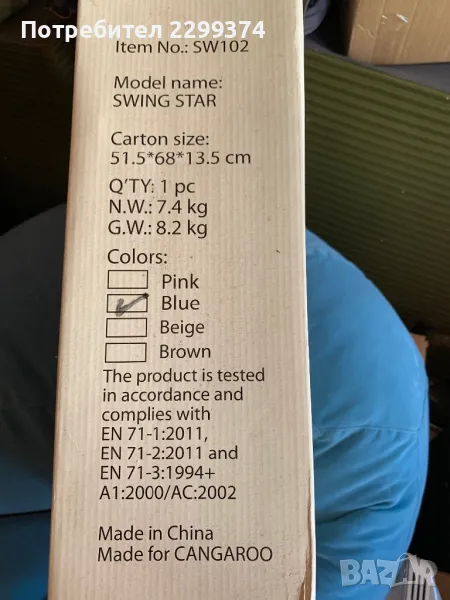 Потребител 2299374
Item No.: SW102
Model name:
SWING STAR
Carton size:
51.5*68*13.5 cm
Q'TY: 1 pc
N.W.: 7.4 kg
G.W.: 8.2 kg
Colors:
Pink
Blue
Beige
Brown
The product is tested
in accordance and
complies with
EN 71-1:2011,
EN 71-2:2011 and
EN 71-3:1994+
A1:2000/AC:2002
Made in China
Made for CANGAROO
BAZAR